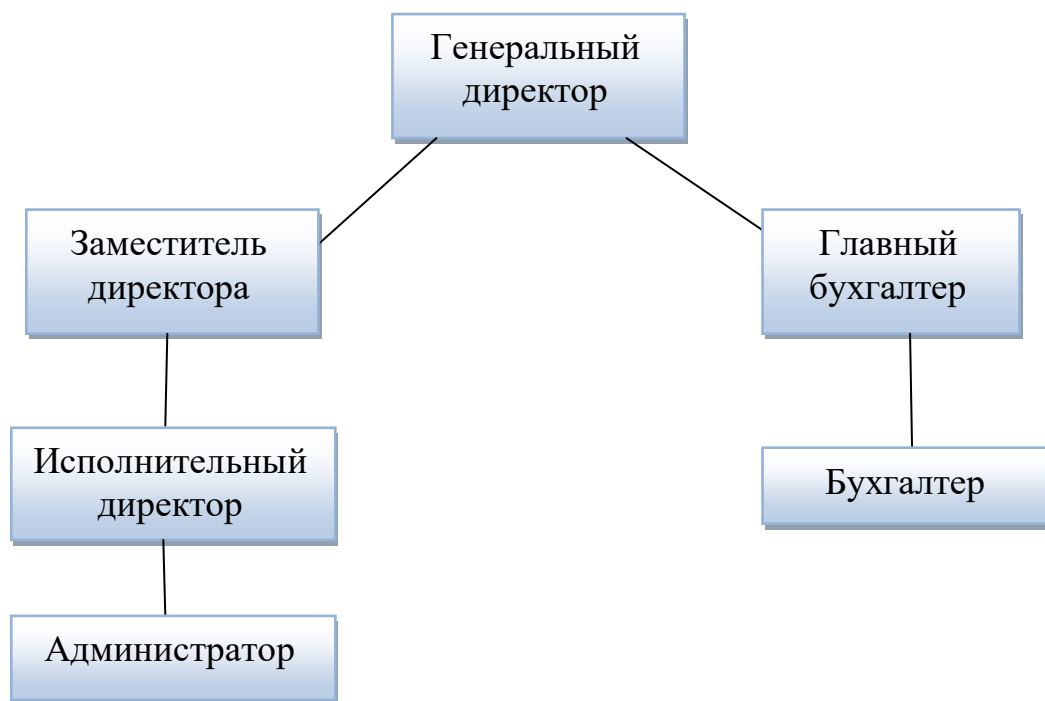 Генеральный
директор
Заместитель
директора
Главный
бухгалтер
Исполнительный
директор
Бухгалтер
Администратор